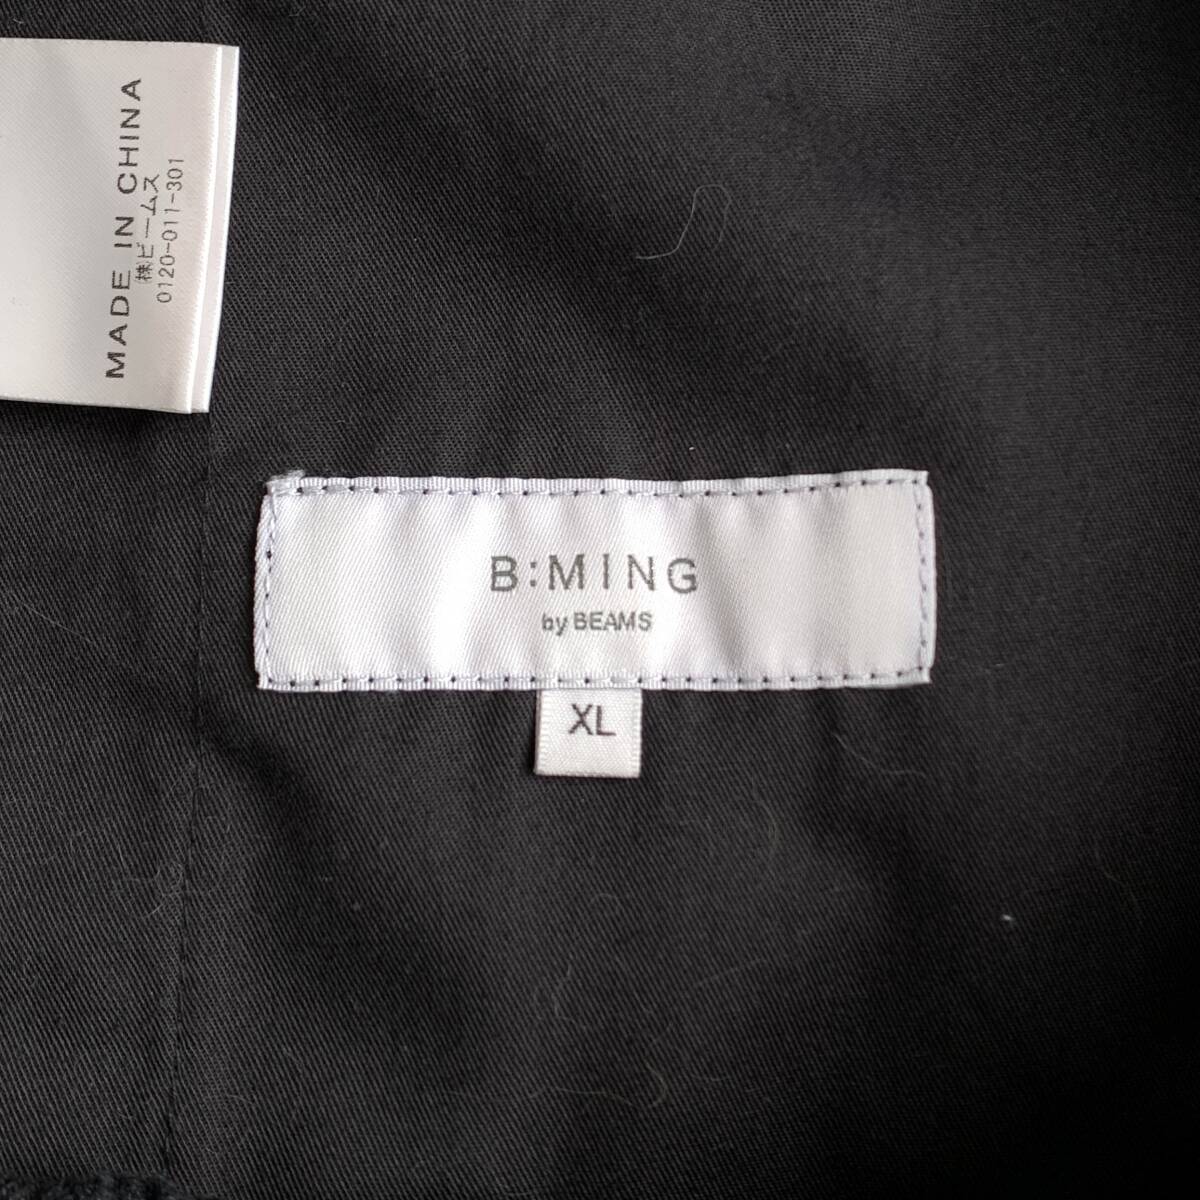 MADE IN CHINA
㈱ビームス
0120-011-301
B:MING
by BEAMS
XL